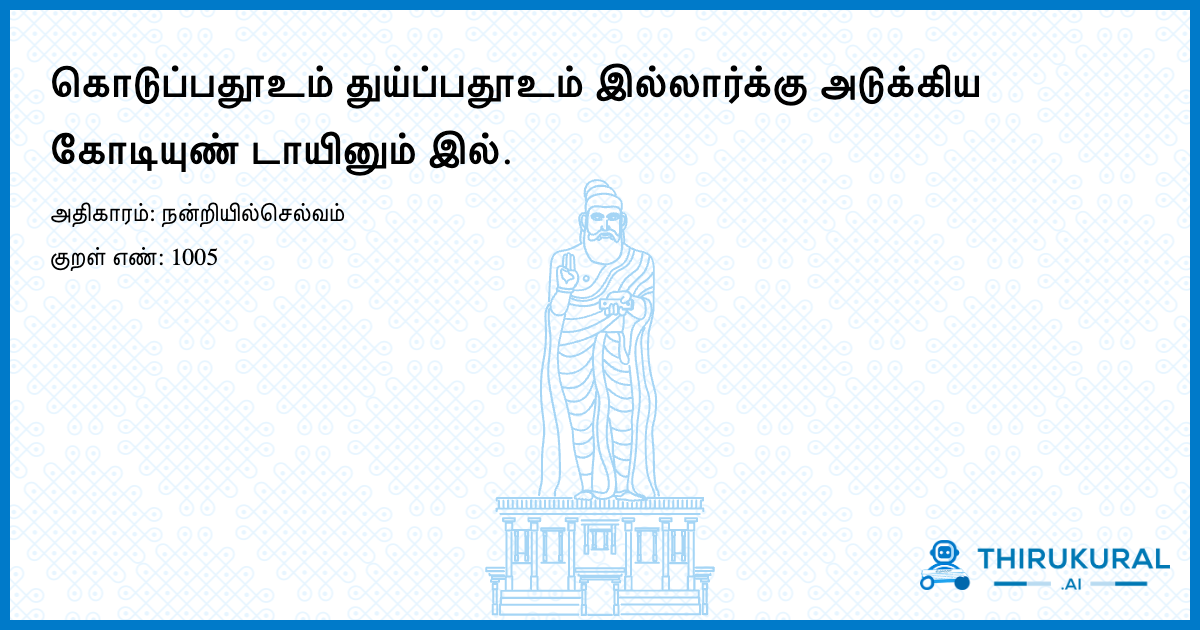 கொடுப்பதூஉம் துய்ப்பதூஉம் இல்லார்க்கு அடுக்கிய
கோடியுண் டாயினும் இல்.
அதிகாரம்: நன்றியில்செல்வம்
குறள் எண்: 1005
THIRUKURAL
.AI